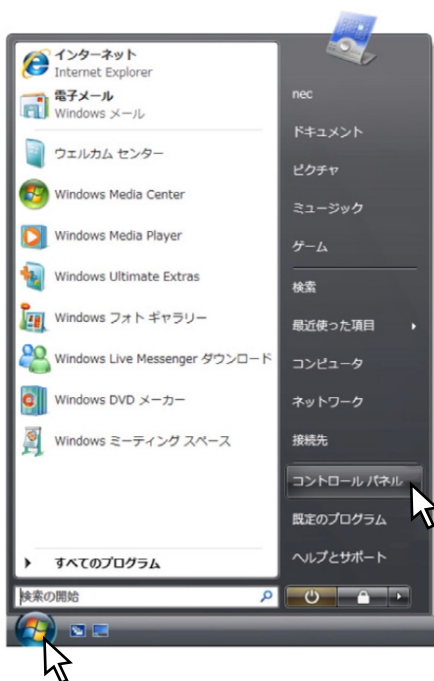 インターネット
Internet Explorer
電子メール
Windows メール
ウェルカム センター
Windows Media Center
Windows Media Player
Windows Ultimate Extras
Windows フォト ギャラリー
Windows Live Messenger ダウンロード
Windows DVD メーカー
Windows ミーティング スペース
すべてのプログラム
検索の開始
nec
ドキュメント
ピクチャ
ミュージック
ゲーム
検索
最近使った項目
コンピュータ
ネットワーク
接続先
コントロール パネル
既定のプログラム
ヘルプとサポート